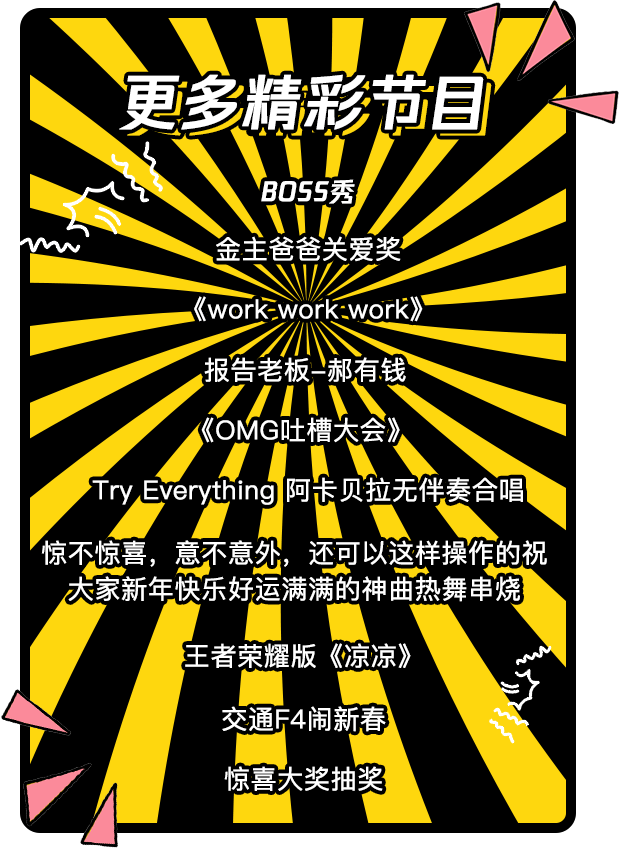 更多精彩节目
BOSS秀
金主爸爸关爱奖
《work work work》
报告老板-郝有钱
《OMG吐槽大会》
Try Everything 阿卡贝拉无伴奏合唱
惊不惊喜，意不意外，还可以这样操作的祝
大家新年快乐好运满满的神曲热舞串烧
王者荣耀版《凉凉》
交通F4闹新春
惊喜大奖抽奖